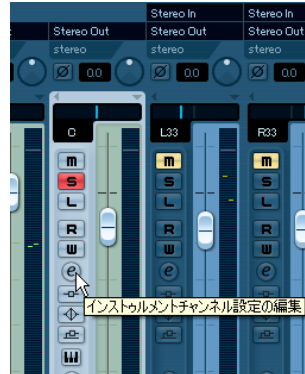 Stereo In
Stereo In
Stereo Out
Stereo Out
Stereo Out
stereo
stereo
stereo
0.0
0.0
0.0
C
L33
R33
m
m
m
S
S
S
L
L
L
R
R
R
W
W
W
e
e
e
インストゥルメントチャンネル設定の編集